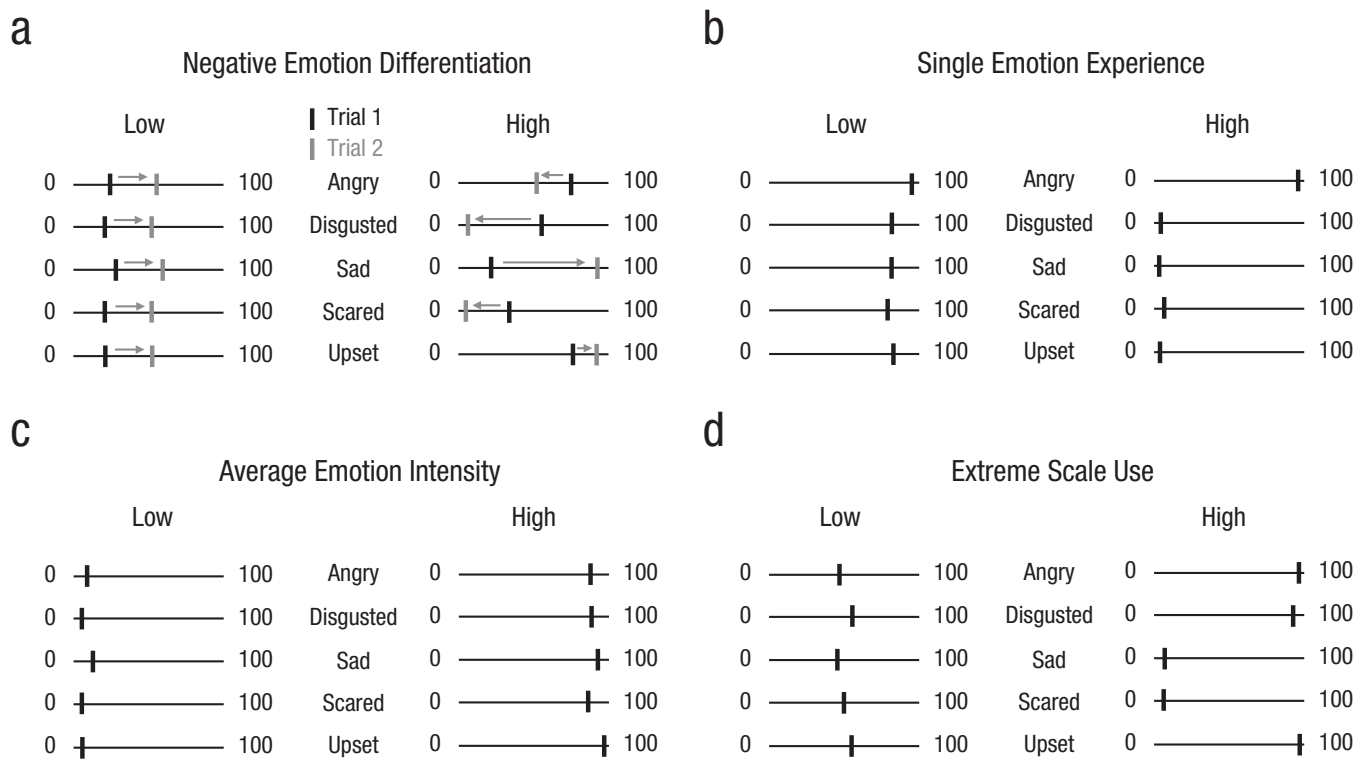 a
Negative Emotion Differentiation
Low
Trial 1
Trial 2
High
0 100 Angry 0 100
0 100 Disgusted 0 100
0 100 Sad 0 100
0 100 Scared 0 100
0 100 Upset 0 100
b
Single Emotion Experience
Low High
0 100 Angry 0 100
0 100 Disgusted 0 100
0 100 Sad 0 100
0 100 Scared 0 100
0 100 Upset 0 100
c
Average Emotion Intensity
Low High
0 100 Angry 0 100
0 100 Disgusted 0 100
0 100 Sad 0 100
0 100 Scared 0 100
0 100 Upset 0 100
d
Extreme Scale Use
Low High
0 100 Angry 0 100
0 100 Disgusted 0 100
0 100 Sad 0 100
0 100 Scared 0 100
0 100 Upset 0 100